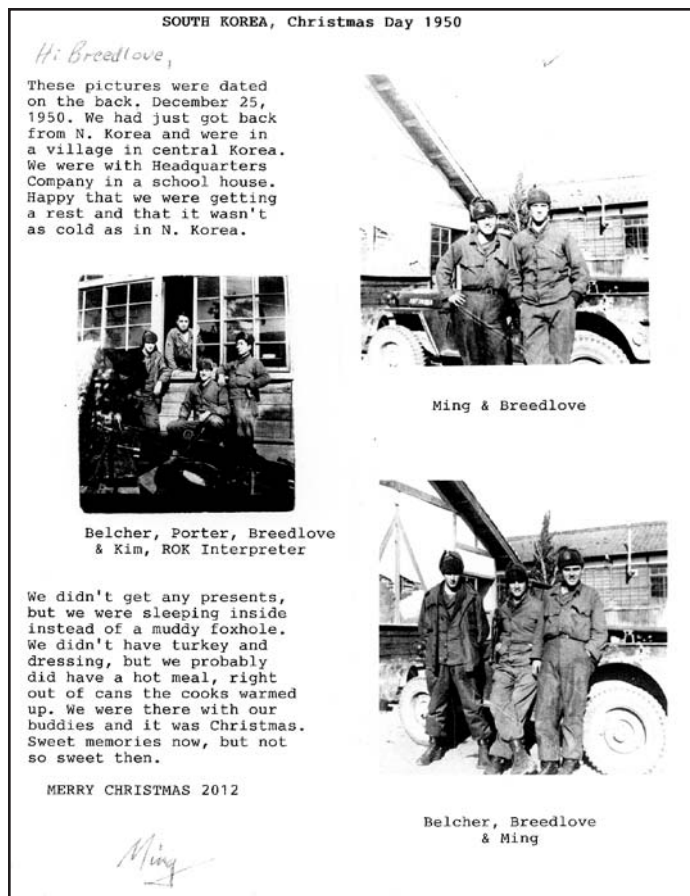 SOUTH KOREA, Christmas Day 1950
Hi Breedlove,
These pictures were dated
on the back. December 25,
1950. We had just got back
from N. Korea and were in
a village in central Korea.
We were with Headquarters
Company in a school house.
Happy that we were getting
a rest and that it wasn't
as cold as in N. Korea.
Ming & Breedlove
Belcher, Porter, Breedlove
& Kim, ROK Interpreter
We didn't get any presents,
but we were sleeping inside
instead of a muddy foxhole.
We didn't have turkey and
dressing, but we probably
did have a hot meal, right
out of cans the cooks warmed
up. We were there with our
buddies and it was Christmas.
Sweet memories now, but not
so sweet then.
MERRY CHRISTMAS 2012
Belcher, Breedlove
& Ming
Ming